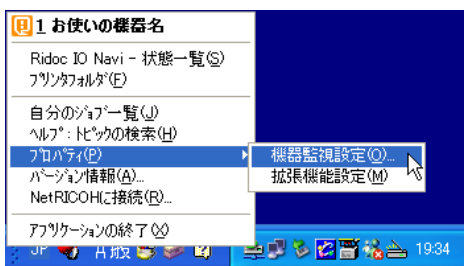 1 お使いの機器名
Ridoc IO Navi - 状態一覧(S)
ﾌﾟﾘﾝﾀﾌｫﾙﾀﾞ(F)
自分のｼﾞｮﾌﾞ一覧(J)
ﾍﾙﾌﾟ:ﾄﾋﾟｯｸの検索(H)
ﾌﾟﾛﾊﾟﾃｨ(P)
機器監視設定(O)...
ﾊﾞｰｼﾞｮﾝ情報(A)...
拡張機能設定(M)
NetRICOHに接続(R)...
ｱﾌﾟﾘｹｰｼｮﾝの終了(X)
JP
A 般
19:34